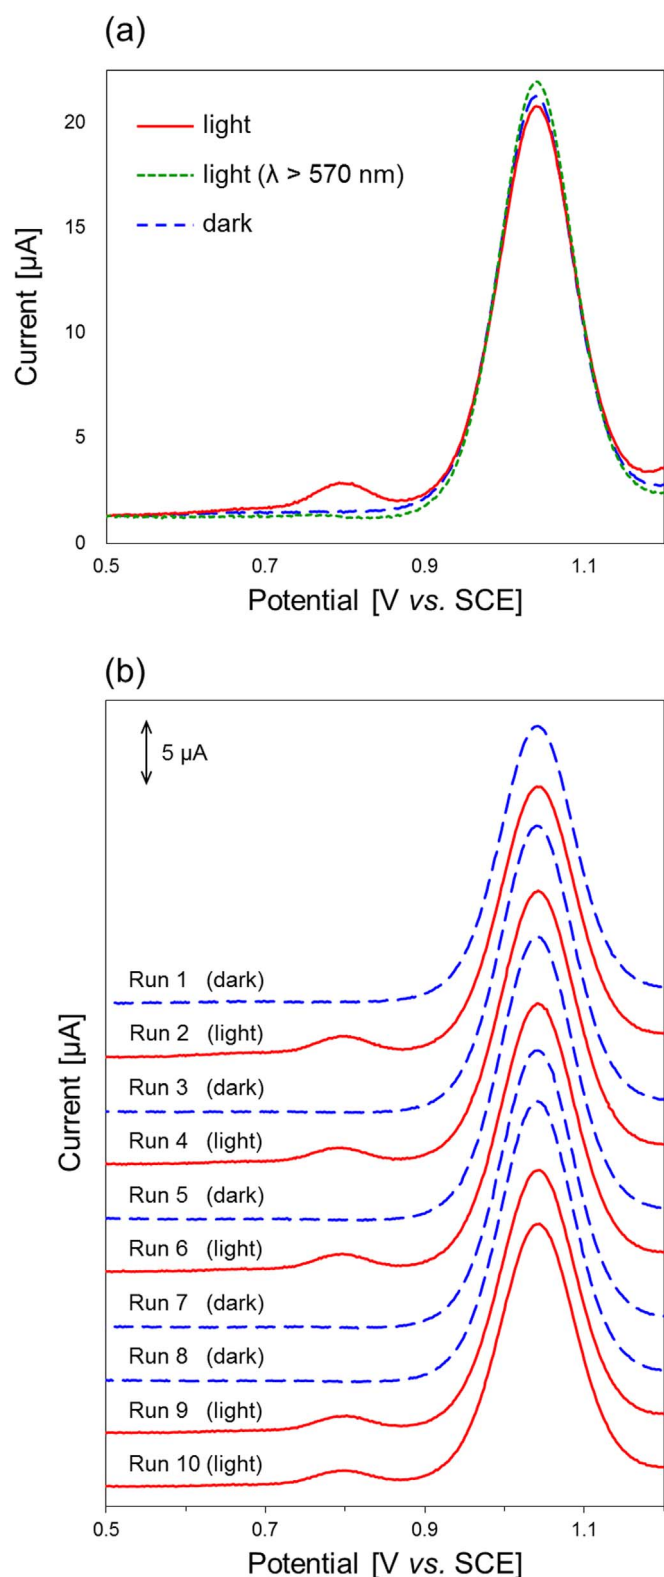 (a)
light
light (λ > 570 nm)
dark
20
15
10
5
0
Current [µA]
0.5 0.7 0.9 1.1
Potential [V vs. SCE]
(b)
5 µA
Run 1 (dark)
Run 2 (light)
Run 3 (dark)
Run 4 (light)
Run 5 (dark)
Run 6 (light)
Run 7 (dark)
Run 8 (dark)
Run 9 (light)
Run 10 (light)
Current [µA]
0.5 0.7 0.9 1.1
Potential [V vs. SCE]